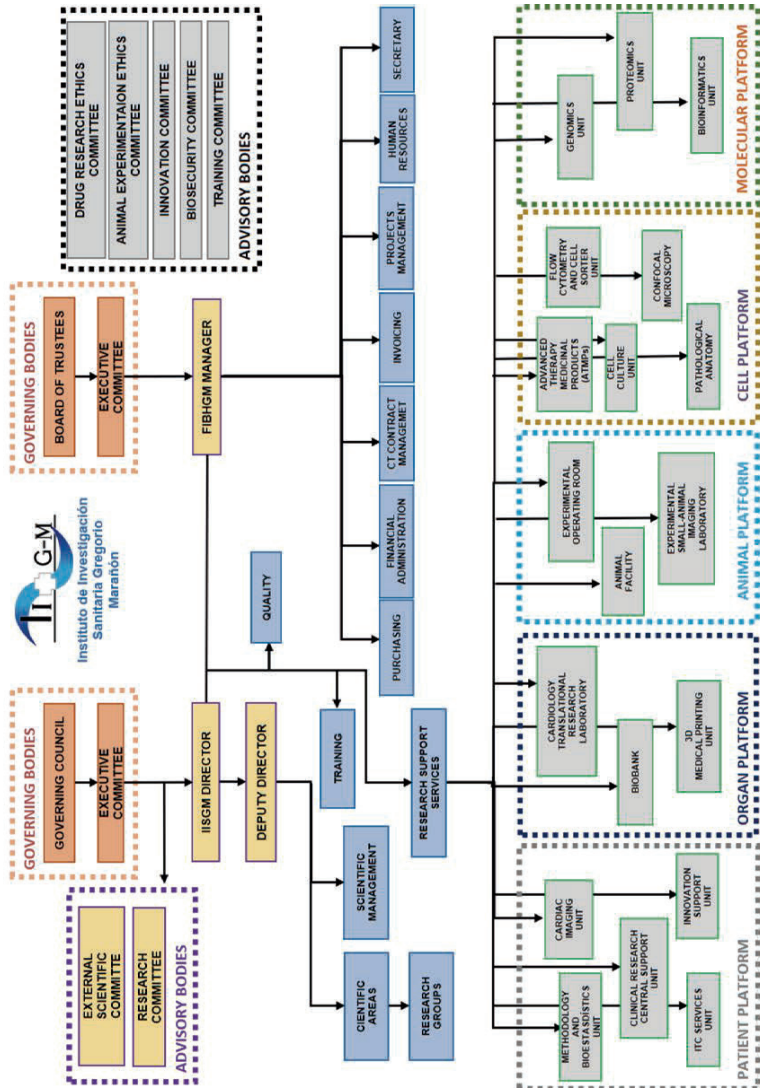 GOVERNING BODIES
GOVERNING COUNCIL
EXECUTIVE
COMMITTEE
EXTERNAL
SCIENTIFIC
COMMITTE
RESEARCH
COMMITTEE
ADVISORY BODIES
II G-M
Instituto de Investigación
Sanitaria Gregorio
Marañón
GOVERNING BODIES
BOARD OF TRUSTEES
EXECUTIVE
COMMITTEE
DRUG RESEARCH ETHICS
COMMITTEE
ANIMAL EXPERIMENTAION ETHICS
COMMITTEE
INNOVATION COMMITTEE
BIOSECURITY COMMITTEE
TRAINING COMMITTEE
ADVISORY BODIES
IISGM DIRECTOR
DEPUTY DIRECTOR
FIBHGM MANAGER
QUALITY
TRAINING
CIENTIFIC
AREAS
SCIENTIFIC
MANAGEMENT
RESEARCH
GROUPS
RESEARCH SUPPORT
SERVICES
PURCHASING
FINANCIAL
ADMINISTRATION
CT CONTRACT
MANAGEMET
INVOICING
PROJECTS
MANAGEMENT
HUMAN
RESOURCES
SECRETARY
METHODOLOGY
AND
BIOESTASDÍSTICS
UNIT
CARDIAC
IMAGING
UNIT
CLINICAL RESEARCH
CENTRAL SUPPORT
UNIT
ITC SERVICES
UNIT
INNOVATION
SUPPORT
UNIT
PATIENT PLATFORM
CARDIOLOGY
TRANSLATIONAL
RESEARCH
LABORATORY
BIOBANK
3D
MEDICAL PRINTING
UNIT
ORGAN PLATFORM
EXPERIMENTAL
OPERATING ROOM
ANIMAL
FACILITY
EXPERIMENTAL
SMALL-ANIMAL
IMAGING
LABORATORY
ANIMAL PLATFORM
ADVANCED
THERAPY
MEDICINAL
PRODUCTS
(ATMPs)
FLOW
CYTOMETRY
AND CELL
SORTER
UNIT
CELL
CULTURE
UNIT
CONFOCAL
MICROSCOPY
PATHOLOGICAL
ANATOMY
CELL PLATFORM
GENOMICS
UNIT
PROTEOMICS
UNIT
BIOINFORMATICS
UNIT
MOLECULAR PLATFORM